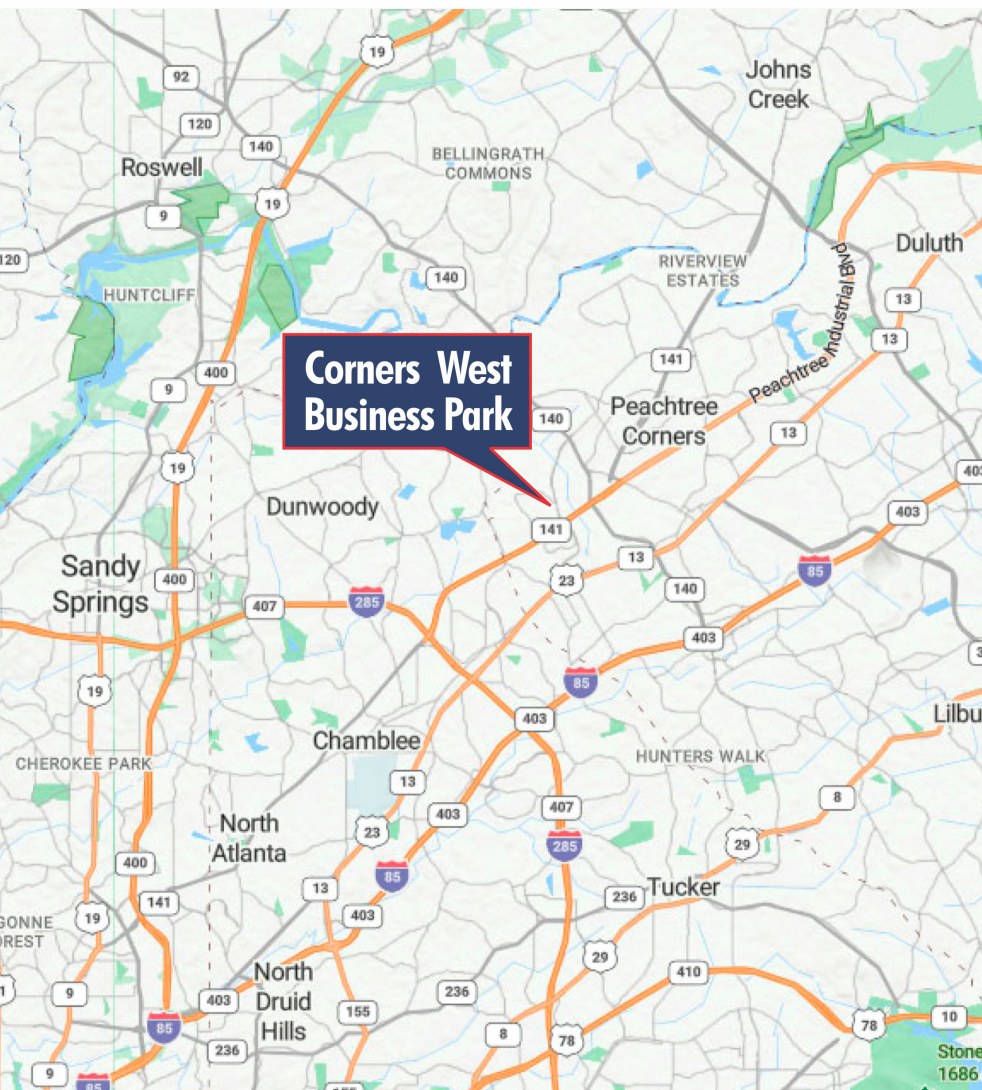 19
Johns
Creek
92
120
140
BELLINGRATH
COMMONS
Roswell
19
9
120
Duluth
RIVERVIEW
ESTATES
140
HUNTCLIFF
13
Peachtree Industrial Blvd
13
141
400
Corners West
Business Park
9
Peachtree
Corners
140
13
19
403
Dunwoody
403
141
13
Sandy
Springs
400
23
85
140
407
285
403
85
19
403
Lilbu
Chamblee
HUNTERS WALK
CHEROKEE PARK
13
8
407
403
North
Atlanta
23
29
285
400
85
13
Tucker
236
141
403
19
29
North
Druid
Hills
410
9
236
403
155
10
85
78
8
78
236
Stone
1686
9
85
155